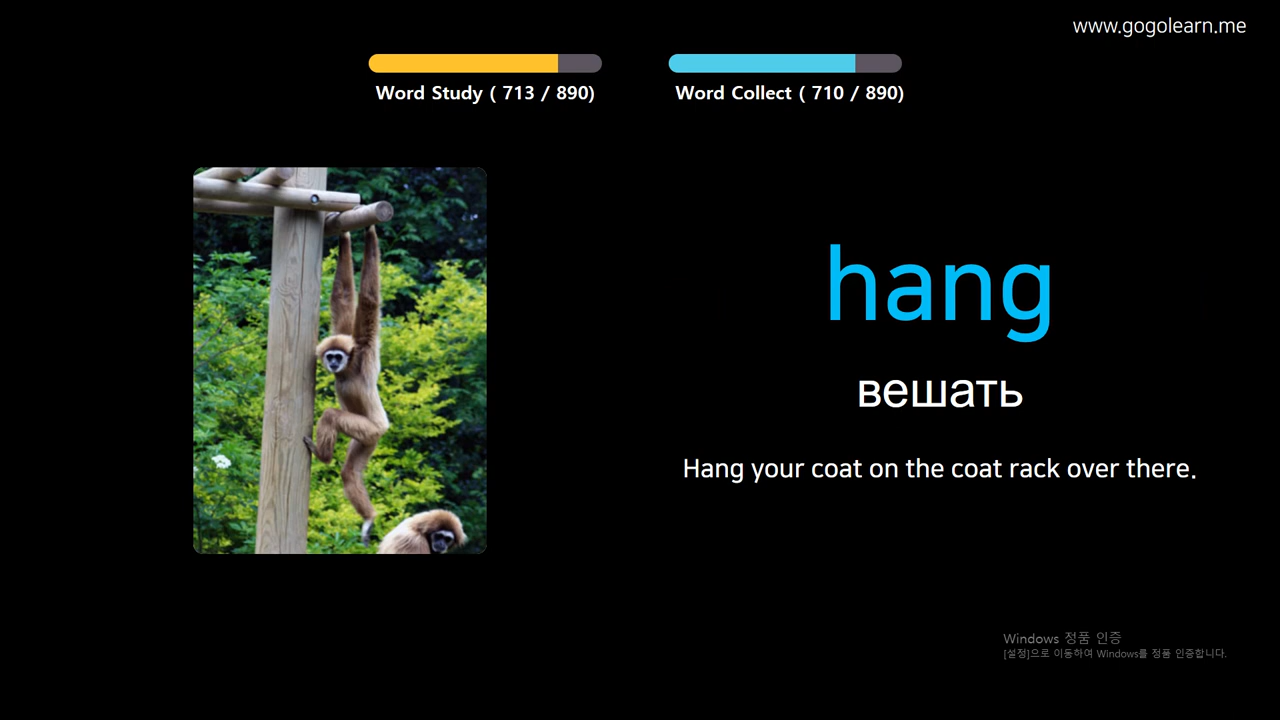 www.gogolearn.me
Word Study ( 713 / 890)
Word Collect ( 710 / 890)
hang
вешать
Hang your coat on the coat rack over there.
Windows 정품 인증
[설정]으로 이동하여 Windows를 정품 인증합니다.